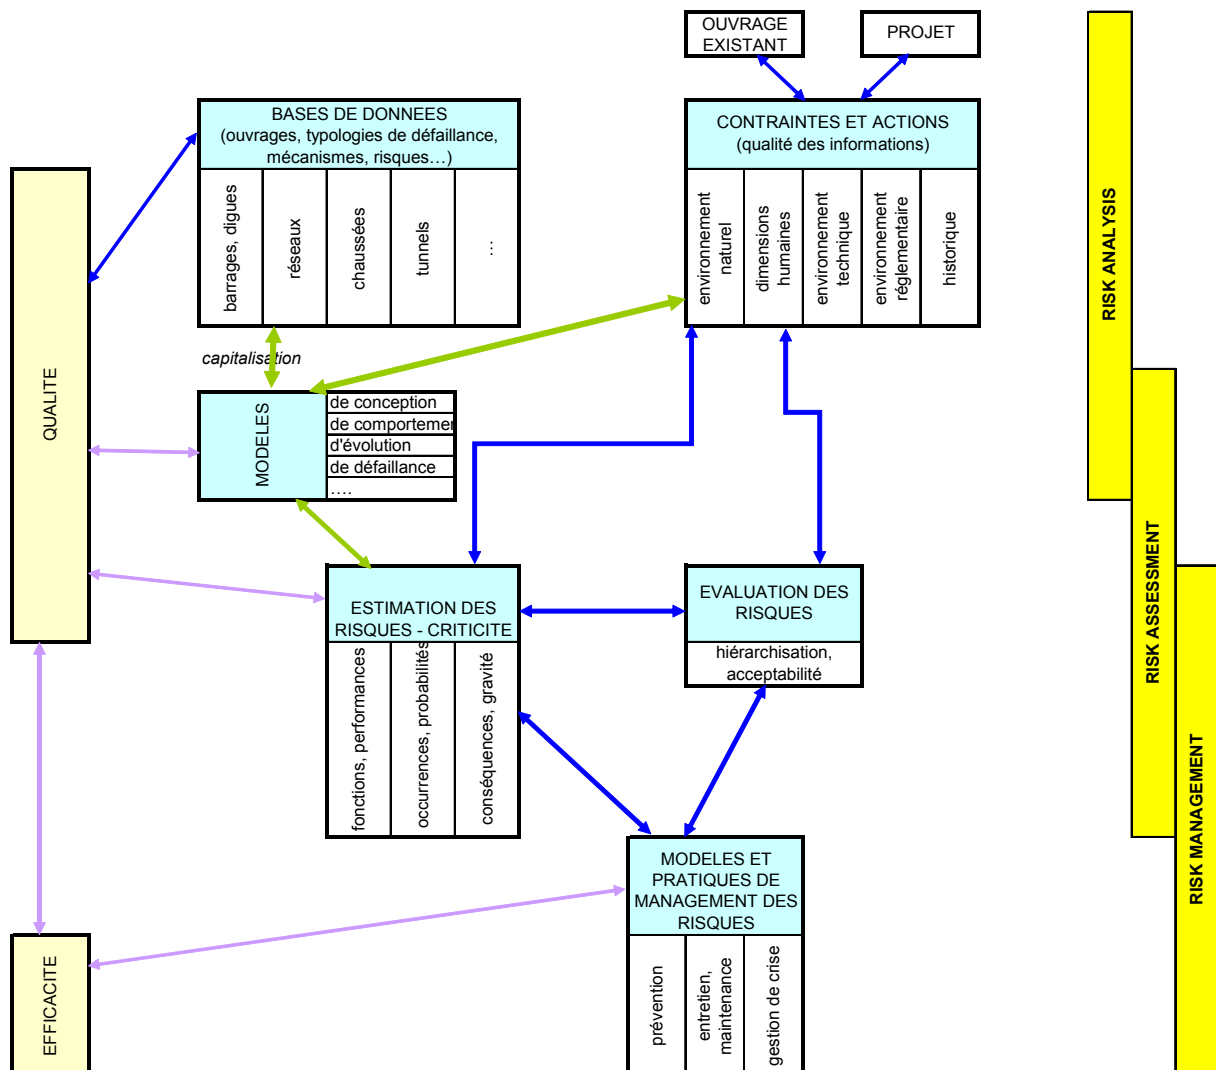 OUVRAGE
EXISTANT
PROJET
BASES DE DONNEES
(ouvrages, typologies de défaillance,
mécanismes, risques…)
barrages, digues
réseaux
chaussées
tunnels
…
CONTRAINTES ET ACTIONS
(qualité des informations)
environnement
naturel
dimensions
humaines
environnement
technique
environnement
réglementaire
historique
RISK ANALYSIS
QUALITE
capitalisation
MODELES
de conception
de comportemer
d'évolution
de défaillance
….
RISK ASSESSMENT
ESTIMATION DES
RISQUES - CRITICITE
fonctions, performances
occurrences, probabilités
conséquences, gravité
EVALUATION DES
RISQUES
hiérarchisation,
acceptabilité
RISK MANAGEMENT
MODELES ET
PRATIQUES DE
MANAGEMENT DES
RISQUES
prévention
entretien,
maintenance
gestion de crise
EFFICACITE